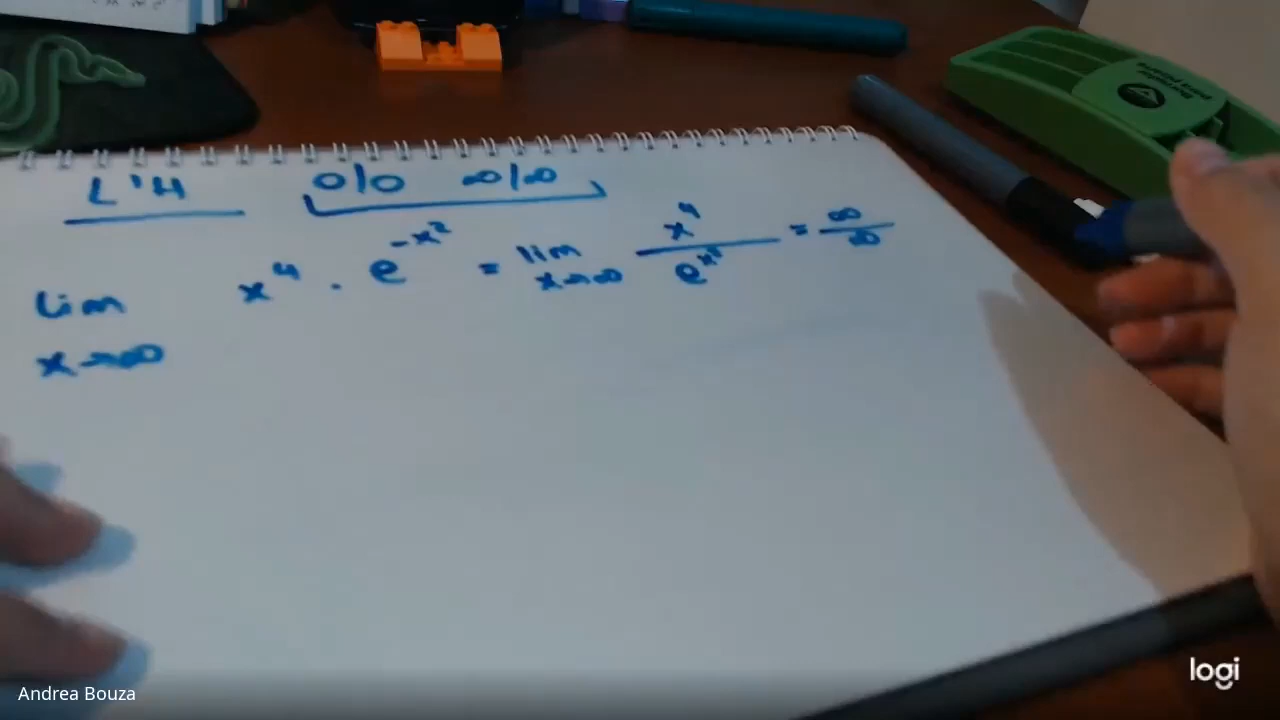 L'H 0/0 ∞/∞
lim x→∞ x⁴ · e^(-x²) = lim x→∞ x⁴/e^(x²) = ∞/∞
logi
Andrea Bouza